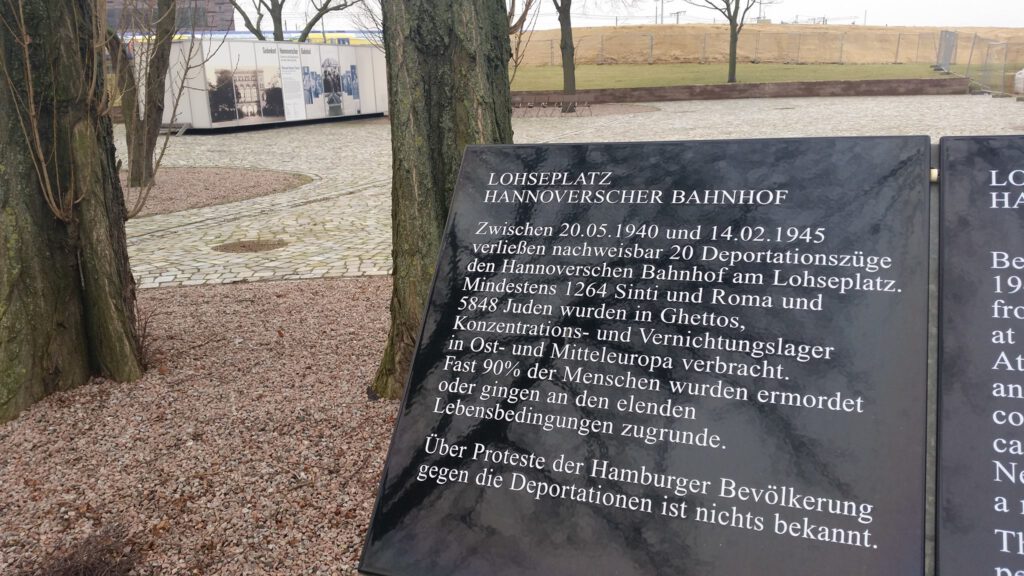 LOHSEPLATZ
HANNOVERSCHER BAHNHOF
Zwischen 20.05.1940 und 14.02.1945
verließen nachweisbar 20 Deportationszüge
den Hannoverschen Bahnhof am Lohseplatz.
Mindestens 1264 Sinti und Roma und
5848 Juden wurden in Ghettos,
Konzentrations- und Vernichtungslager
in Ost- und Mitteleuropa verbracht.
Fast 90% der Menschen wurden ermordet
oder gingen an den elenden
Lebensbedingungen zugrunde.
Über Proteste der Hamburger Bevölkerung
gegen die Deportationen ist nichts bekannt.
LO
HA
Be
19
fro
at
At
an
co
ca
Ne
a
Th